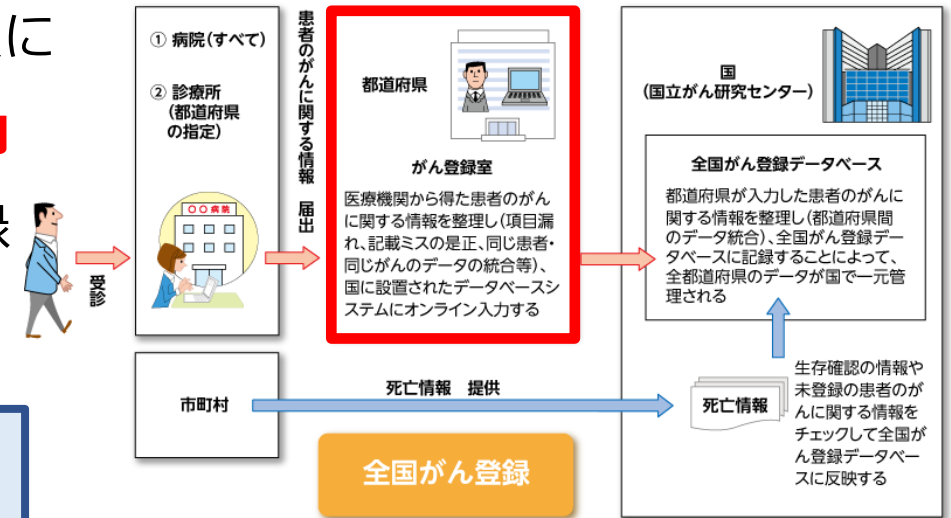 に
録
受診
① 病院(すべて)
② 診療所
(都道府県
の指定)
○○病院
患者のがんに関する情報 届出
都道府県
がん登録室
医療機関から得た患者のがん
に関する情報を整理し(項目漏
れ、記載ミスの是正、同じ患者・
同じがんのデータの統合等)、
国に設置されたデータベースシ
ステムにオンライン入力する
国
(国立がん研究センター)
全国がん登録データベース
都道府県が入力した患者のがんに
関する情報を整理し(都道府県間
のデータ統合)、全国がん登録デー
タベースに記録することによって、
全都道府県のデータが国で一元管
理される
市町村
死亡情報 提供
死亡情報
生存確認の情報や
未登録の患者のが
んに関する情報を
チェックして全国が
ん登録データベー
スに反映する
全国がん登録